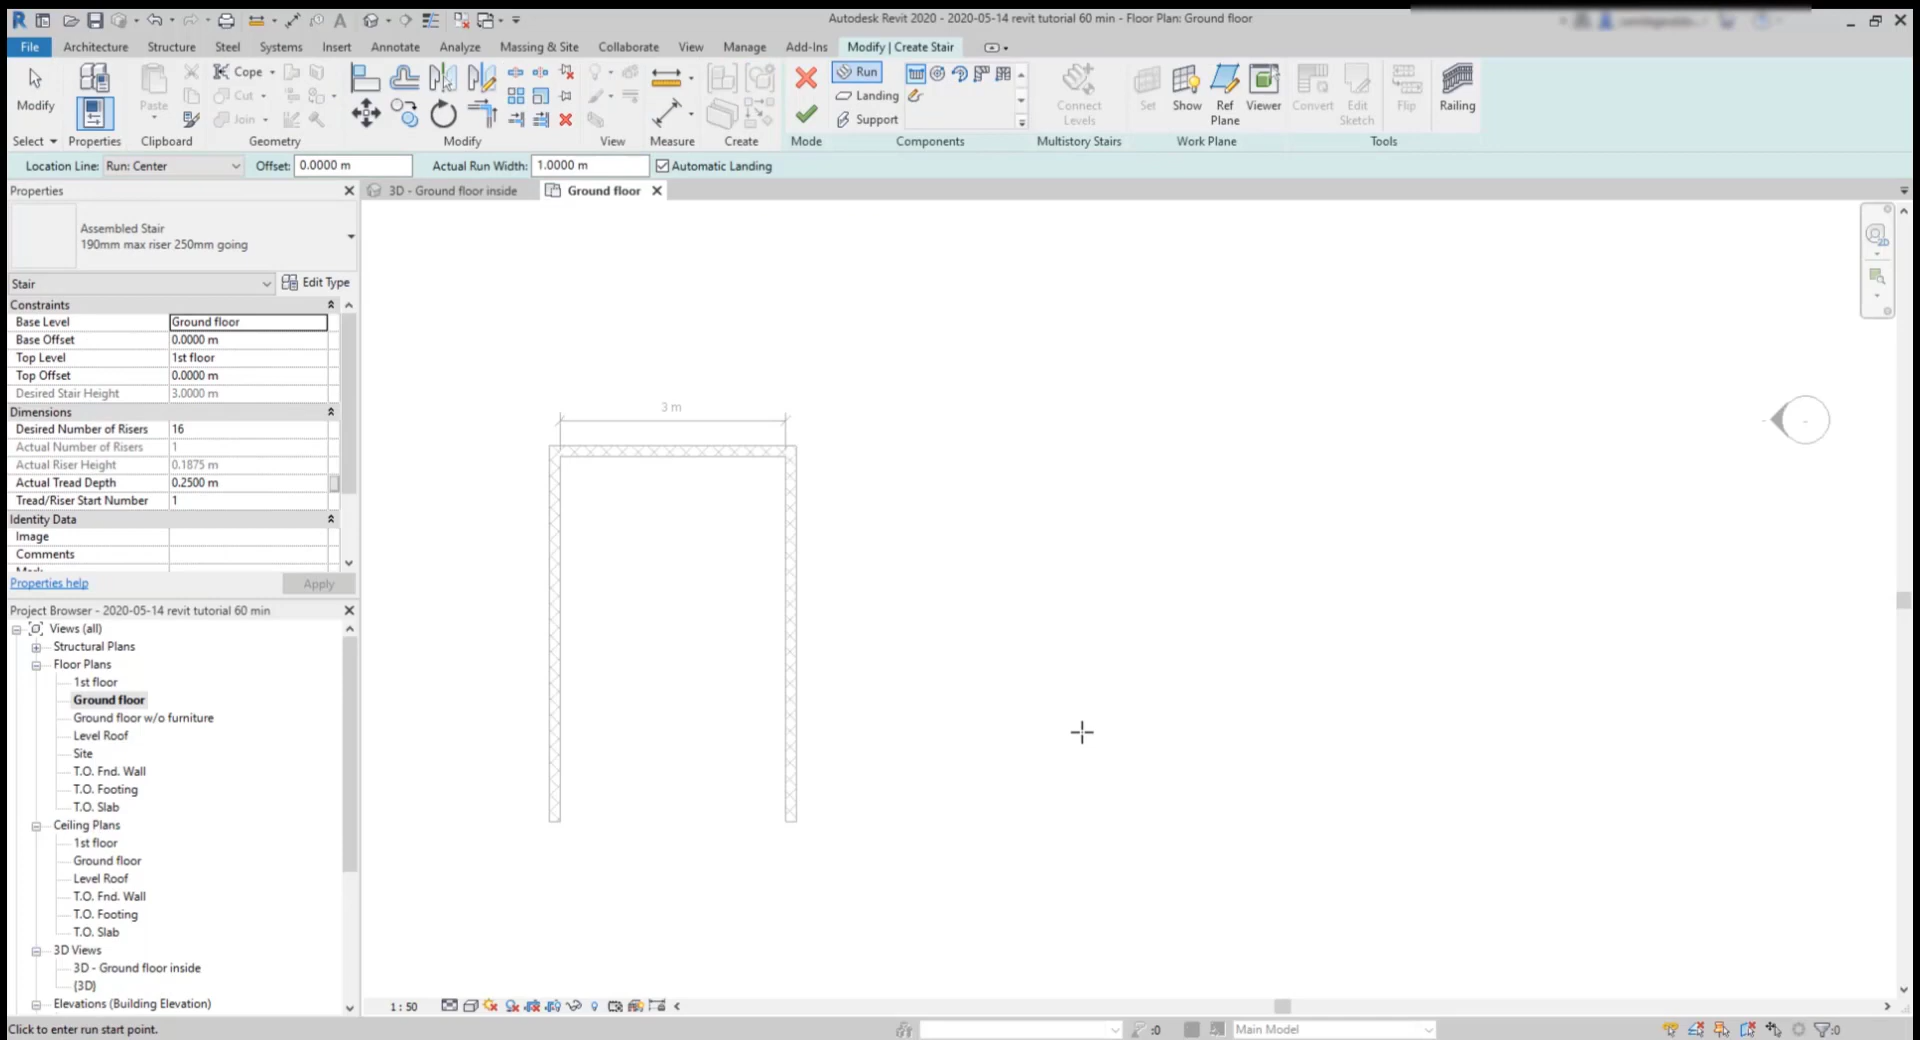 Autodesk Revit 2020 - 2020-05-14 revit tutorial 60 min - Floor Plan: Ground floor
File Architecture Structure Steel Systems Insert Annotate Analyze Massing & Site Collaborate View Manage Add-Ins Modify | Create Stair
Modify
Paste
Cope
Cut
Join
Run
Landing
Support
Connect Levels
Set
Show
Ref Plane
Viewer
Convert
Edit Sketch
Flip
Railing
Select Properties Clipboard Geometry Modify View Measure Create Mode Components Multistory Stairs Work Plane Tools
Location Line: Run: Center Offset: 0.0000 m Actual Run Width: 1.0000 m Automatic Landing
Properties
3D - Ground floor inside Ground floor
Assembled Stair
190mm max riser 250mm going
Stair Edit Type
Constraints
Base Level Ground floor
Base Offset 0.0000 m
Top Level 1st floor
Top Offset 0.0000 m
Desired Stair Height 3.0000 m
Dimensions
Desired Number of Risers 16
Actual Number of Risers 1
Actual Riser Height 0.1875 m
Actual Tread Depth 0.2500 m
Tread/Riser Start Number 1
Identity Data
Image
Comments
Properties help Apply
Project Browser - 2020-05-14 revit tutorial 60 min
Views (all)
Structural Plans
Floor Plans
1st floor
Ground floor
Ground floor w/o furniture
Level Roof
Site
T.O. Fnd. Wall
T.O. Footing
T.O. Slab
Ceiling Plans
1st floor
Ground floor
Level Roof
T.O. Fnd. Wall
T.O. Footing
T.O. Slab
3D Views
3D - Ground floor inside
{3D}
Elevations (Building Elevation)
3 m
1 : 50
Click to enter run start point.
:0
Main Model
:0